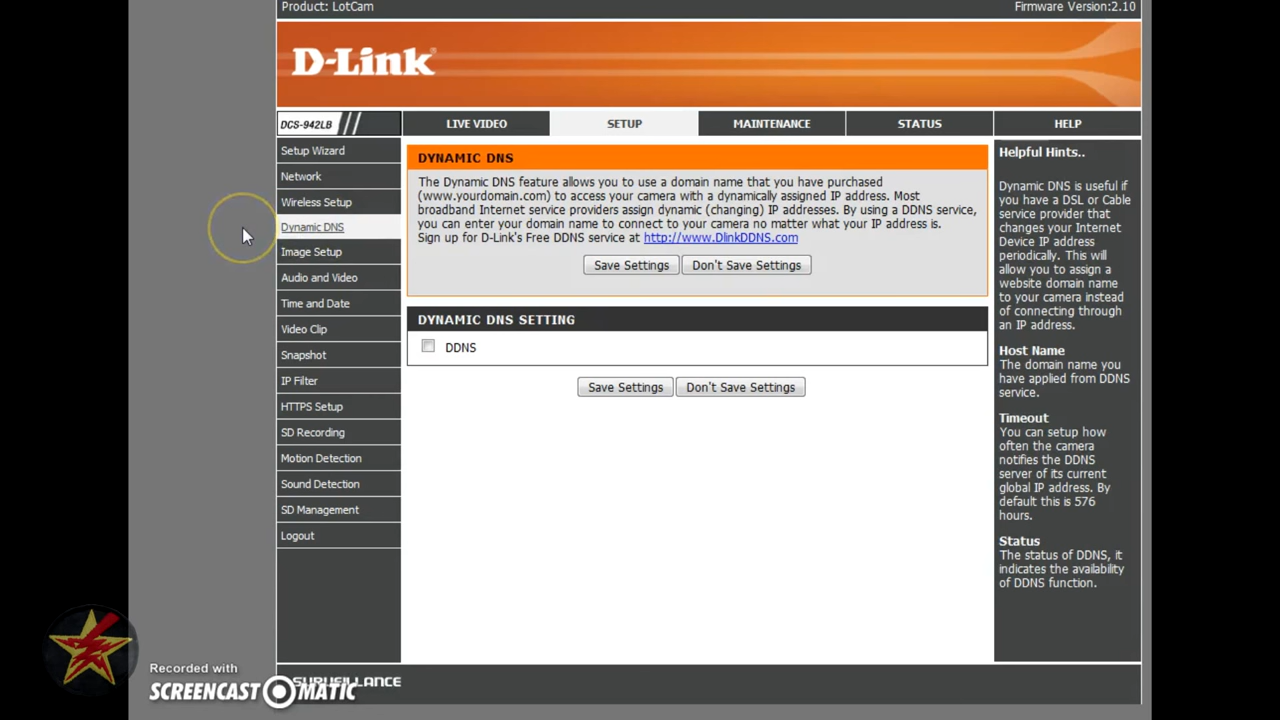 Product: LotCam
Firmware Version:2.10
D-Link
DCS-942LB
LIVE VIDEO
SETUP
MAINTENANCE
STATUS
HELP
Setup Wizard
Network
Wireless Setup
Dynamic DNS
Image Setup
Audio and Video
Time and Date
Video Clip
Snapshot
IP Filter
HTTPS Setup
SD Recording
Motion Detection
Sound Detection
SD Management
Logout
DYNAMIC DNS
The Dynamic DNS feature allows you to use a domain name that you have purchased
(www.yourdomain.com) to access your camera with a dynamically assigned IP address. Most
broadband Internet service providers assign dynamic (changing) IP addresses. By using a DDNS service,
you can enter your domain name to connect to your camera no matter what your IP address is.
Sign up for D-Link's Free DDNS service at http://www.DlinkDDNS.com
Save Settings
Don't Save Settings
DYNAMIC DNS SETTING
DDNS
Save Settings
Don't Save Settings
Helpful Hints..
Dynamic DNS is useful if
you have a DSL or Cable
service provider that
changes your Internet
Device IP address
periodically. This will
allow you to assign a
website domain name
to your camera instead
of connecting through
an IP address.
Host Name
The domain name you
have applied from DDNS
service.
Timeout
You can setup how
often the camera
notifies the DDNS
server of its current
global IP address. By
default this is 576
hours.
Status
The status of DDNS, it
indicates the availability
of DDNS function.
SURVEILLANCE
Recorded with
SCREENCAST MATIC